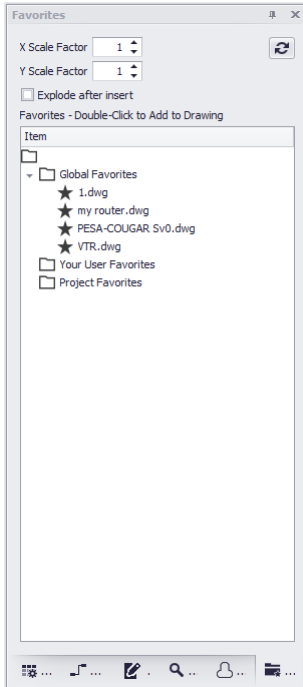 Favorites
X Scale Factor 1
Y Scale Factor 1
Explode after insert
Favorites - Double-Click to Add to Drawing
Item
Global Favorites
1.dwg
my router.dwg
PESA-COUGAR Sv0.dwg
VTR.dwg
Your User Favorites
Project Favorites
... ... . ... ... ...